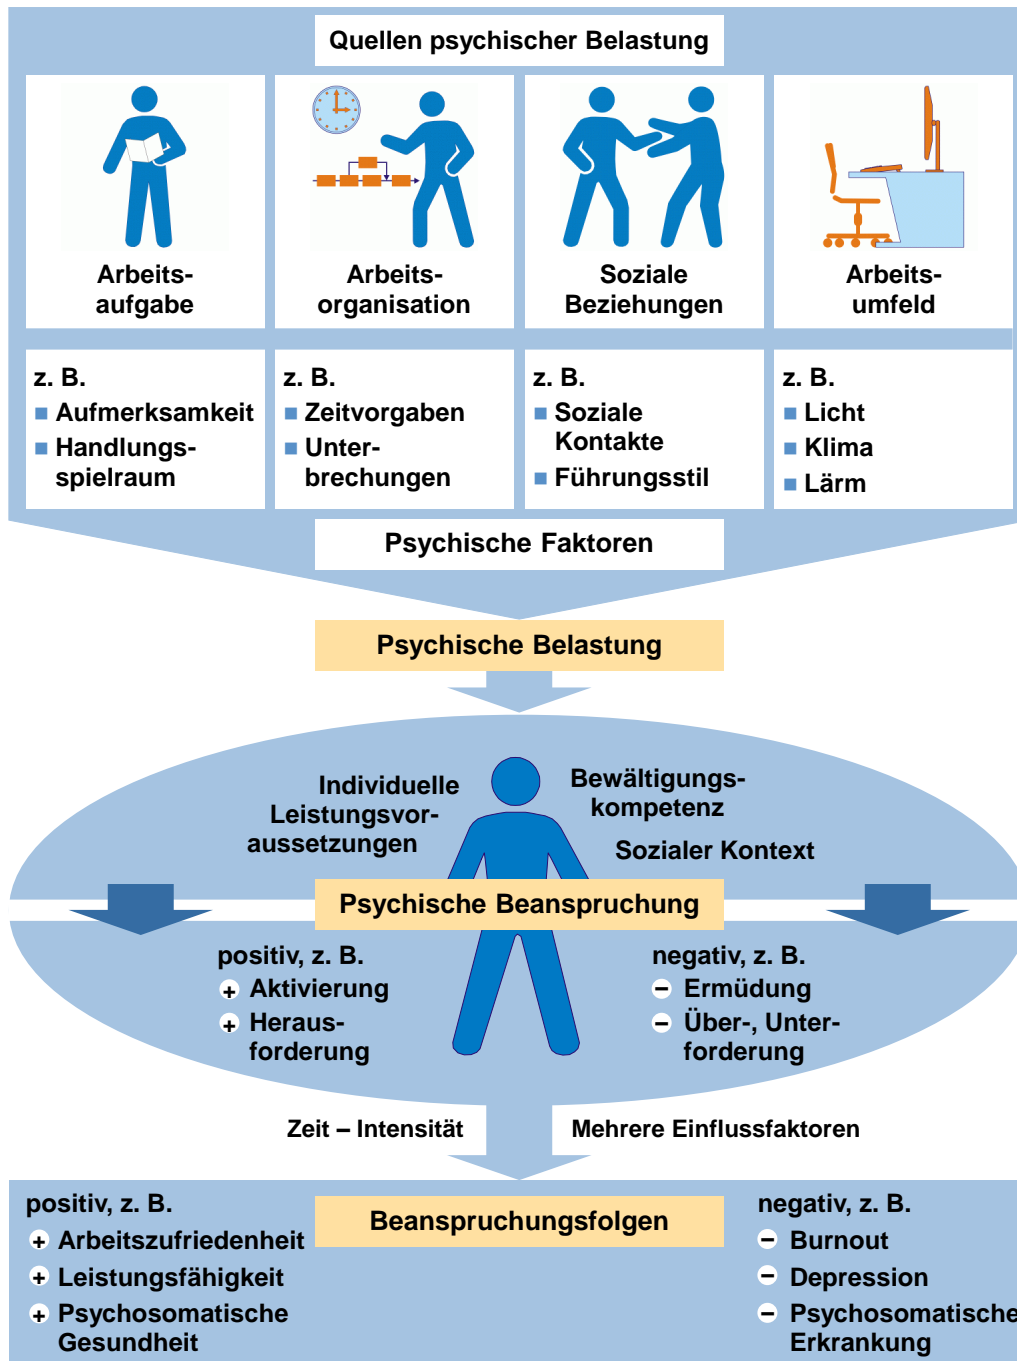 Quellen psychischer Belastung
Arbeits-
aufgabe
Arbeits-
organisation
Soziale
Beziehungen
Arbeits-
umfeld
z. B.
Aufmerksamkeit
Handlungs-
spielraum
z. B.
Zeitvorgaben
Unter-
brechungen
z. B.
Soziale
Kontakte
Führungsstil
z. B.
Licht
Klima
Lärm
Psychische Faktoren
Psychische Belastung
Individuelle
Leistungsvor-
aussetzungen
Bewältigungs-
kompetenz
Sozialer Kontext
Psychische Beanspruchung
positiv, z. B.
+ Aktivierung
+ Heraus-
forderung
negativ, z. B.
– Ermüdung
– Über-, Unter-
forderung
Zeit – Intensität
Mehrere Einflussfaktoren
Beanspruchungsfolgen
positiv, z. B.
+ Arbeitszufriedenheit
+ Leistungsfähigkeit
+ Psychosomatische
Gesundheit
negativ, z. B.
– Burnout
– Depression
– Psychosomatische
Erkrankung